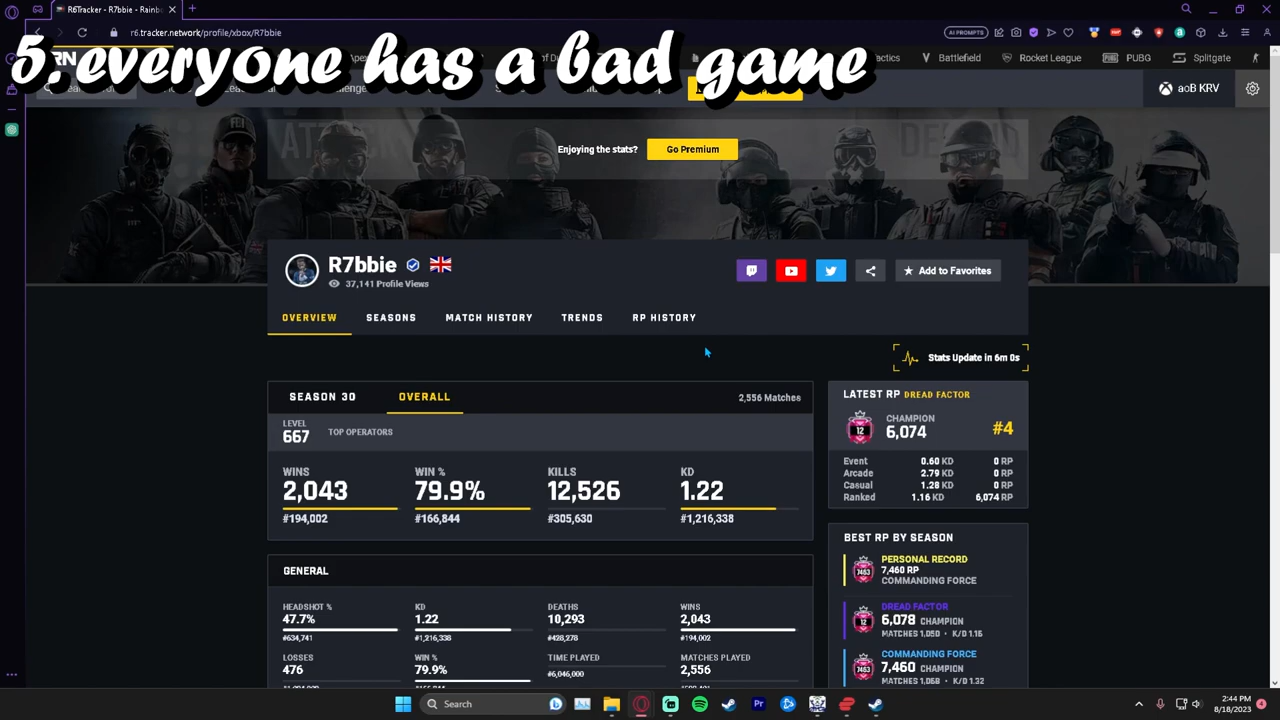 R6Tracker - R7bbie - Rainb
r6.tracker.network/profile/xbox/R7bbie
AI PROMPTS
5. everyone has a bad game
Battlefield
Rocket League
PUBG
Splitgate
aoB KRV
Enjoying the stats?
Go Premium
R7bbie
37,141 Profile Views
Add to Favorites
OVERVIEW
SEASONS
MATCH HISTORY
TRENDS
RP HISTORY
Stats Update in 6m 0s
SEASON 30
OVERALL
2,556 Matches
LEVEL
667
TOP OPERATORS
WINS
2,043
#194,002
WIN %
79.9%
#166,844
KILLS
12,526
#305,630
KD
1.22
#1,216,338
LATEST RP DREAD FACTOR
12
CHAMPION
6,074
#4
Event 0.60 KD 0 RP
Arcade 2.79 KD 0 RP
Casual 1.28 KD 0 RP
Ranked 1.16 KD 6,074 RP
GENERAL
HEADSHOT %
47.7%
#634,741
KD
1.22
#1,216,338
DEATHS
10,293
#428,278
WINS
2,043
#194,002
LOSSES
476
WIN %
79.9%
TIME PLAYED
#6,046,000
MATCHES PLAYED
2,556
BEST RP BY SEASON
PERSONAL RECORD
7,460 RP
COMMANDING FORCE
DREAD FACTOR
6,078 CHAMPION
MATCHES 1,050 • K/D 1.16
COMMANDING FORCE
7,460 CHAMPION
MATCHES 1,068 • K/D 1.32
Search
2:44 PM
8/18/2023